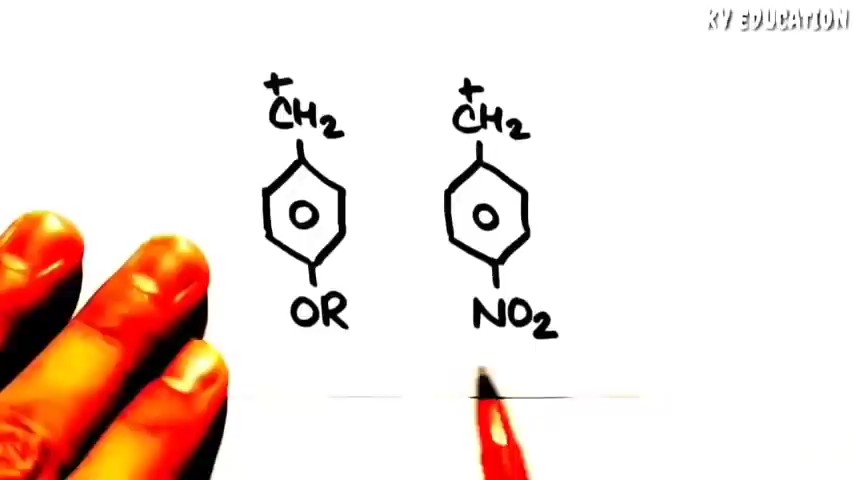 KV EDUCATION
+ +
CH2 CH2
OR NO2